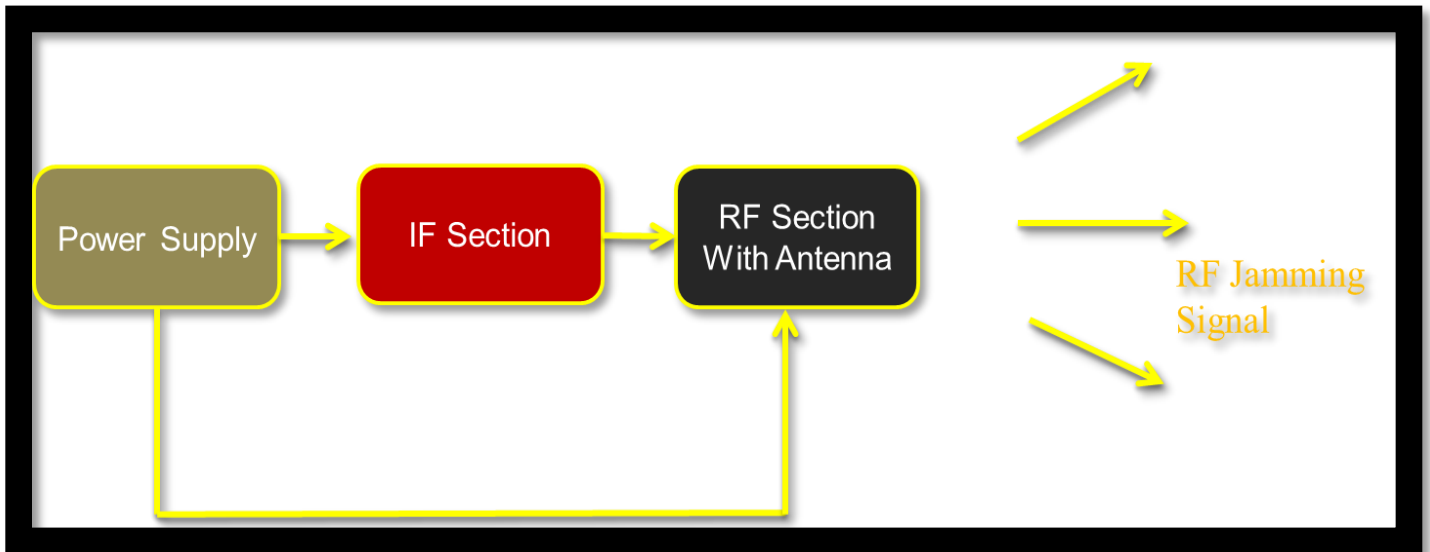 Power Supply
IF Section
RF Section
With Antenna
RF Jamming
Signal